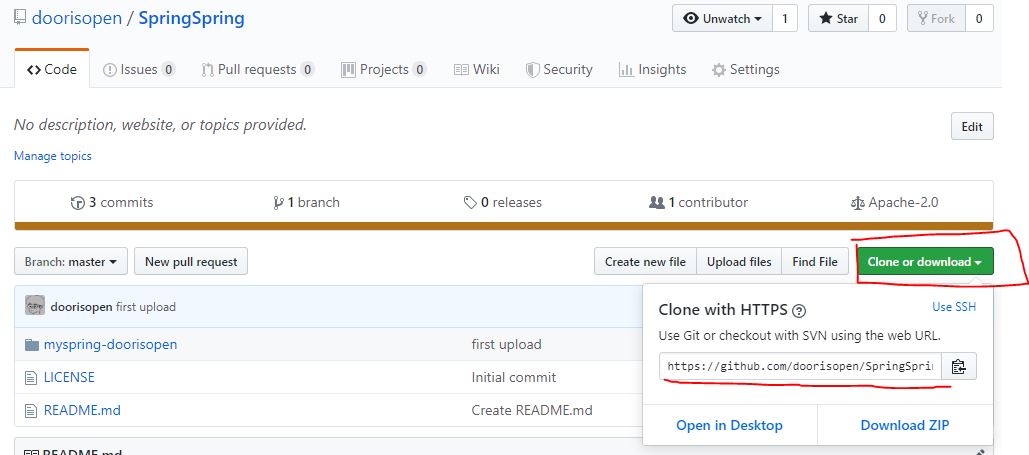 doorisopen / SpringSpring
Unwatch 1 Star 0 Fork 0
Code Issues 0 Pull requests 0 Projects 0 Wiki Security Insights Settings
No description, website, or topics provided.
Edit
Manage topics
3 commits 1 branch 0 releases 1 contributor Apache-2.0
Branch: master New pull request Create new file Upload files Find File Clone or download
doorisopen first upload
myspring-doorisopen first upload
LICENSE Initial commit
README.md Create README.md
README.md
Clone with HTTPS ? Use SSH
Use Git or checkout with SVN using the web URL.
https://github.com/doorisopen/SpringSpri
Open in Desktop Download ZIP